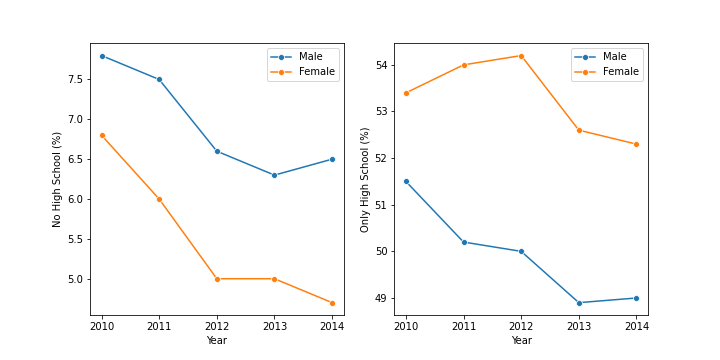 No High School (%)
7.5
7.0
6.5
6.0
5.5
5.0
2010 2011 2012 2013 2014
Year
Male
Female
Only High School (%)
54
53
52
51
50
49
2010 2011 2012 2013 2014
Year
Male
Female